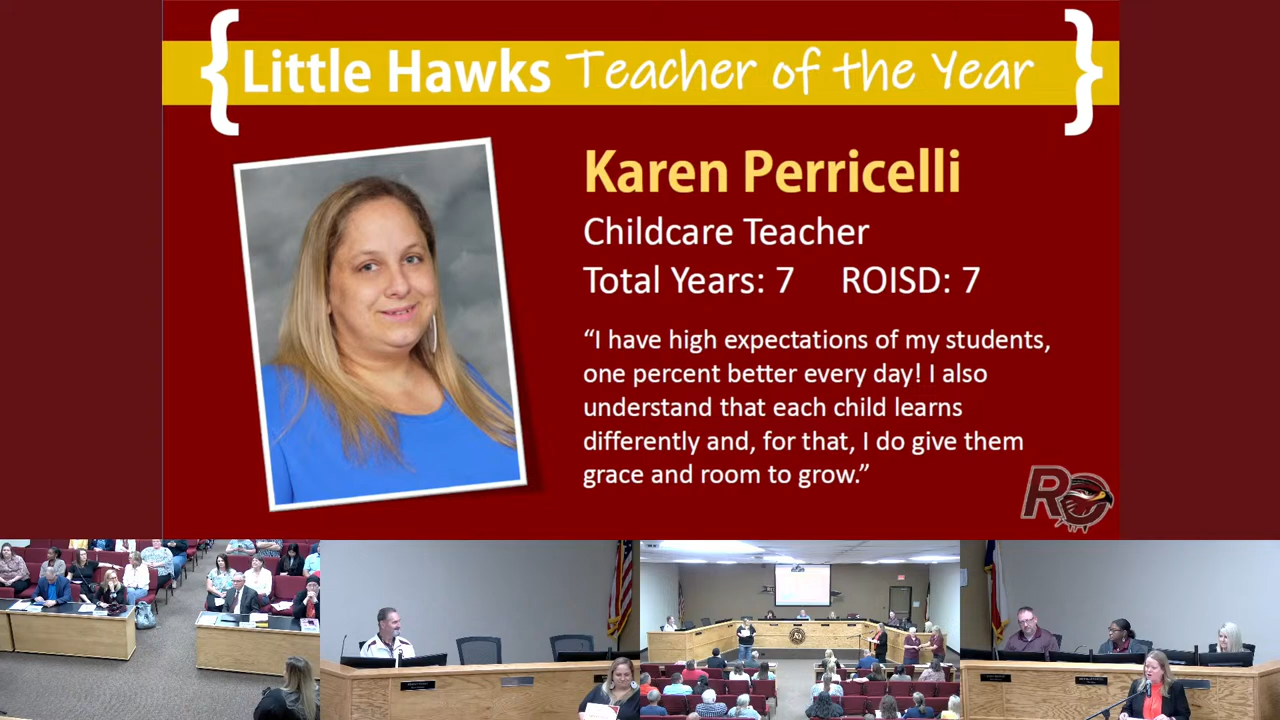 { Little Hawks Teacher of the Year }
Karen Perricelli
Childcare Teacher
Total Years: 7 ROISD: 7
“I have high expectations of my students,
one percent better every day! I also
understand that each child learns
differently and, for that, I do give them
grace and room to grow.”
RO